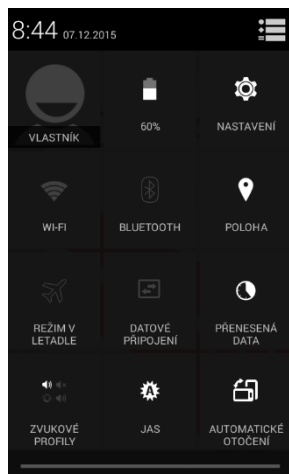 8:44 07.12.2015
VLASTNÍK
60%
NASTAVENÍ
WI-FI
BLUETOOTH
POLOHA
REŽIM V
LETADLE
DATOVÉ
PŘIPOJENÍ
PŘENESENÁ
DATA
ZVUKOVÉ
PROFILY
A
JAS
AUTOMATICKÉ
OTOČENÍ